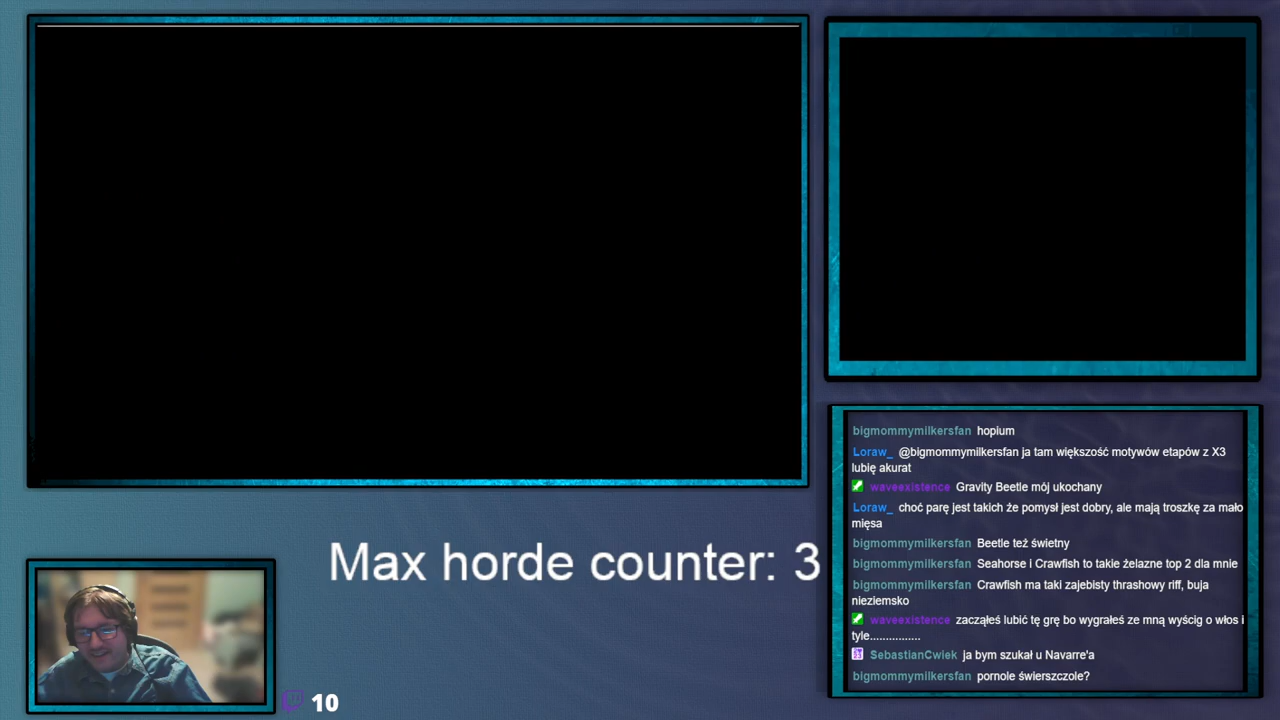 Max horde counter: 3
10
bigmommymilkersfan hopium
Loraw_ @bigmommymilkersfan ja tam większość motywów etapów z X3
lubię akurat
waveexistence Gravity Beetle mój ukochany
Loraw_ choć parę jest takich że pomysł jest dobry, ale mają troszkę za mało
mięsa
bigmommymilkersfan Beetle też świetny
bigmommymilkersfan Seahorse i Crawfish to takie żelazne top 2 dla mnie
bigmommymilkersfan Crawfish ma taki zajebisty thrashowy riff, buja
nieziemsko
waveexistence zacząłeś lubić tę grę bo wygrałeś ze mną wyścig o włos i
tyle................
SebastianCwiek ja bym szukał u Navarre'a
bigmommymilkersfan pornole świerszczole?